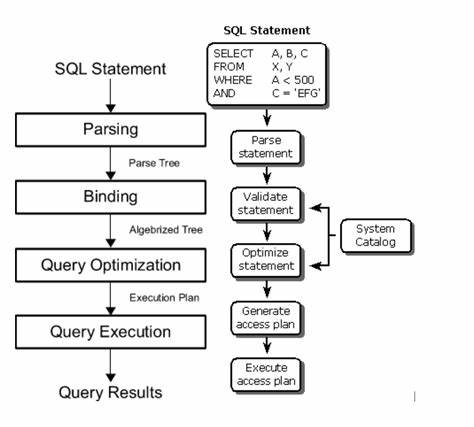 SQL Statement
Parsing
Parse Tree
Binding
Algebrized Tree
Query Optimization
Execution Plan
Query Execution
Query Results
SQL Statement
SELECT A, B, C
FROM X, Y
WHERE A < 500
AND C = 'EFG'
Parse
statement
Validate
statement
System
Catalog
Optimize
statement
Generate
access plan
Execute
access plan